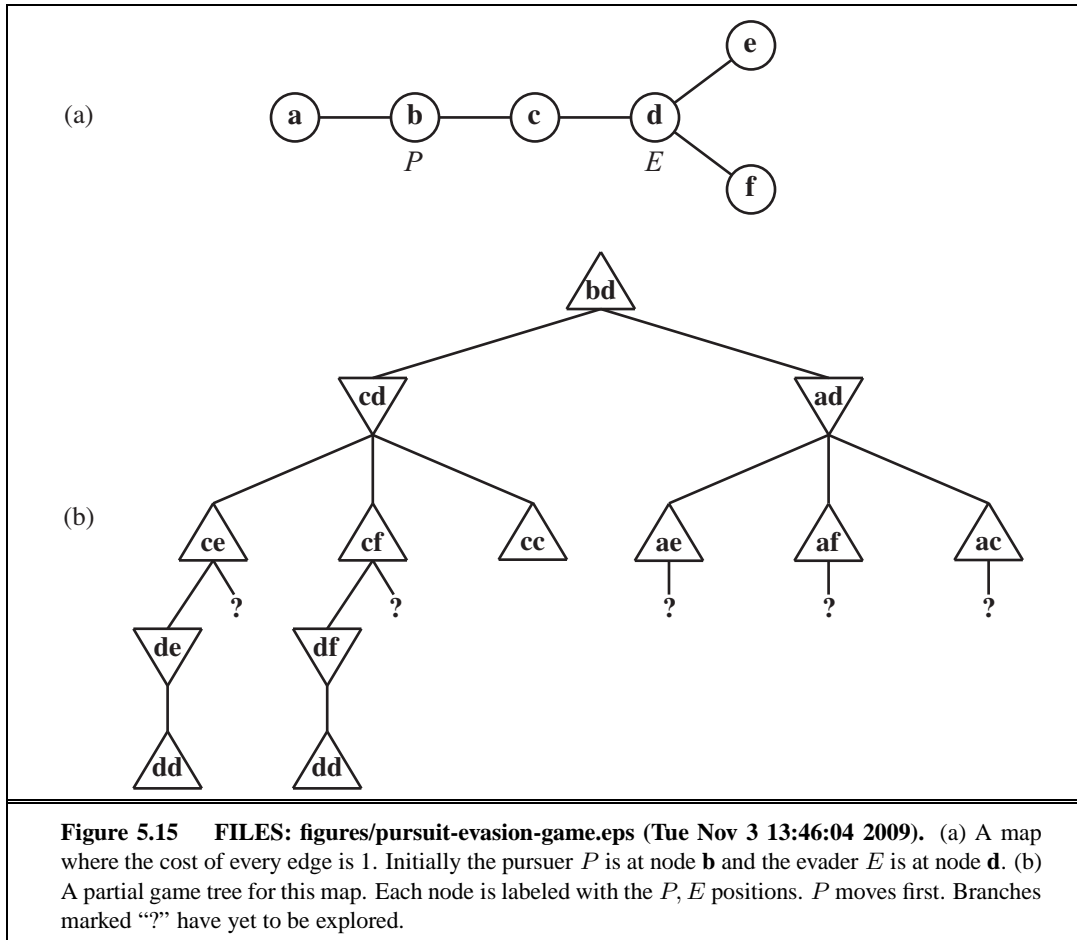 e
(a)
a b c d
P E
f
bd
cd ad
(b)
ce cf cc ae af ac
? ? ? ? ?
de df
dd dd
Figure 5.15 FILES: figures/pursuit-evasion-game.eps (Tue Nov 3 13:46:04 2009). (a) A map
where the cost of every edge is 1. Initially the pursuer P is at node b and the evader E is at node d. (b)
A partial game tree for this map. Each node is labeled with the P, E positions. P moves first. Branches
marked “?” have yet to be explored.